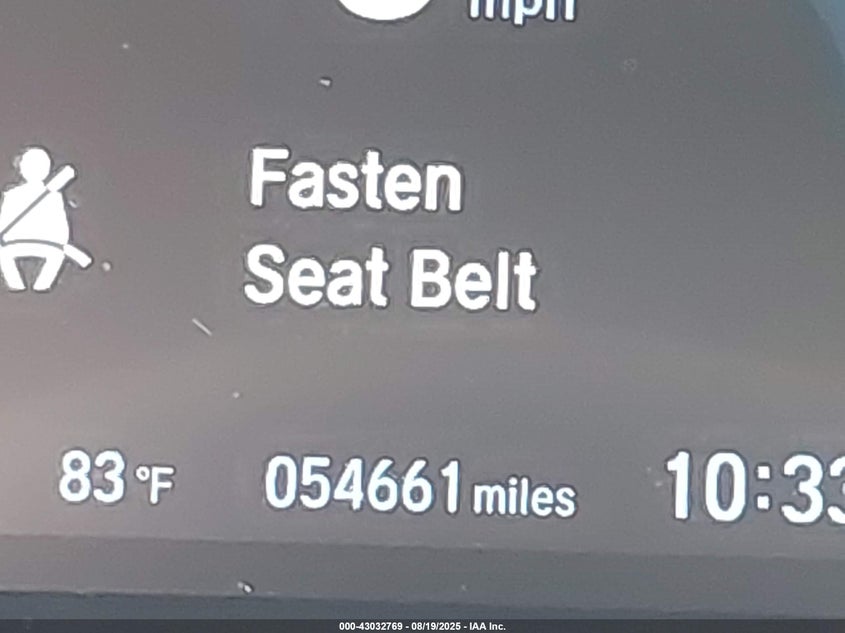 mph
Fasten
Seat Belt
83 °F 054661 miles 10:33
000-43032769 - 08/19/2025 - IAA Inc.